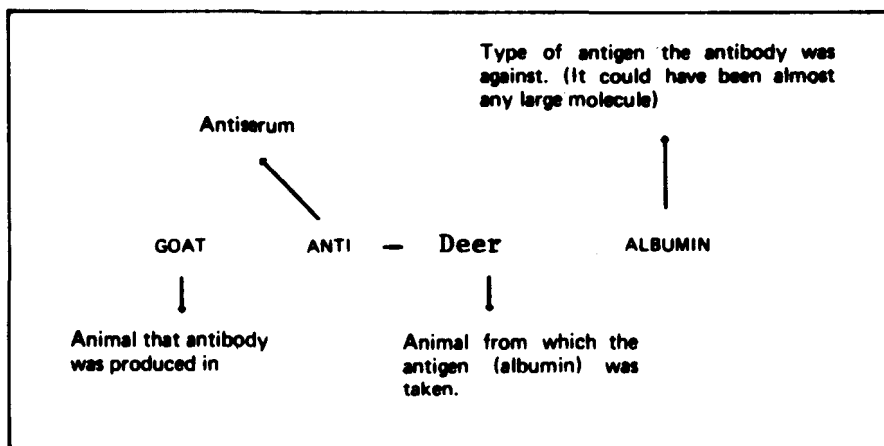 Type of antigen the antibody was
against. (It could have been almost
any large molecule)
Antiserum
GOAT ANTI — Deer ALBUMIN
Animal that antibody
was produced in
Animal from which the
antigen (albumin) was
taken.